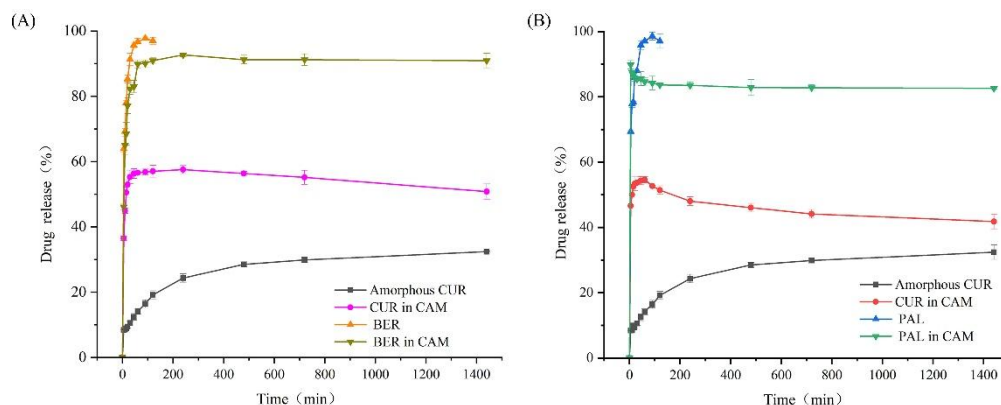 (A)
Drug release (%)
100
80
60
40
20
0
Amorphous CUR
CUR in CAM
BER
BER in CAM
0 200 400 600 800 1000 1200 1400
Time (min)
(B)
Drug release (%)
100
80
60
40
20
0
Amorphous CUR
CUR in CAM
PAL
PAL in CAM
0 200 400 600 800 1000 1200 1400
Time (min)